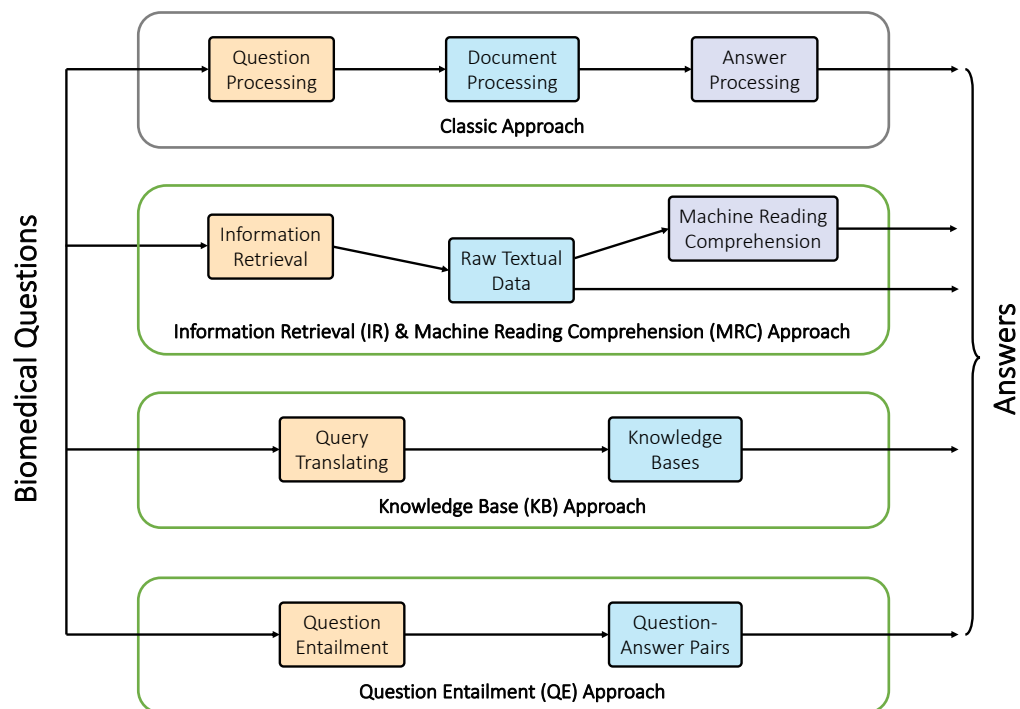 Biomedical Questions
Question
Processing
Document
Processing
Answer
Processing
Classic Approach
Information
Retrieval
Raw Textual
Data
Machine Reading
Comprehension
Information Retrieval (IR) & Machine Reading Comprehension (MRC) Approach
Query
Translating
Knowledge
Bases
Knowledge Base (KB) Approach
Question
Entailment
Question-
Answer Pairs
Question Entailment (QE) Approach
Answers